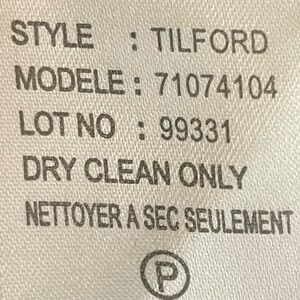 STYLE : TILFORD
MODELE : 71074104
LOT NO : 99331
DRY CLEAN ONLY
NETTOYER A SEC SEULEMENT
P